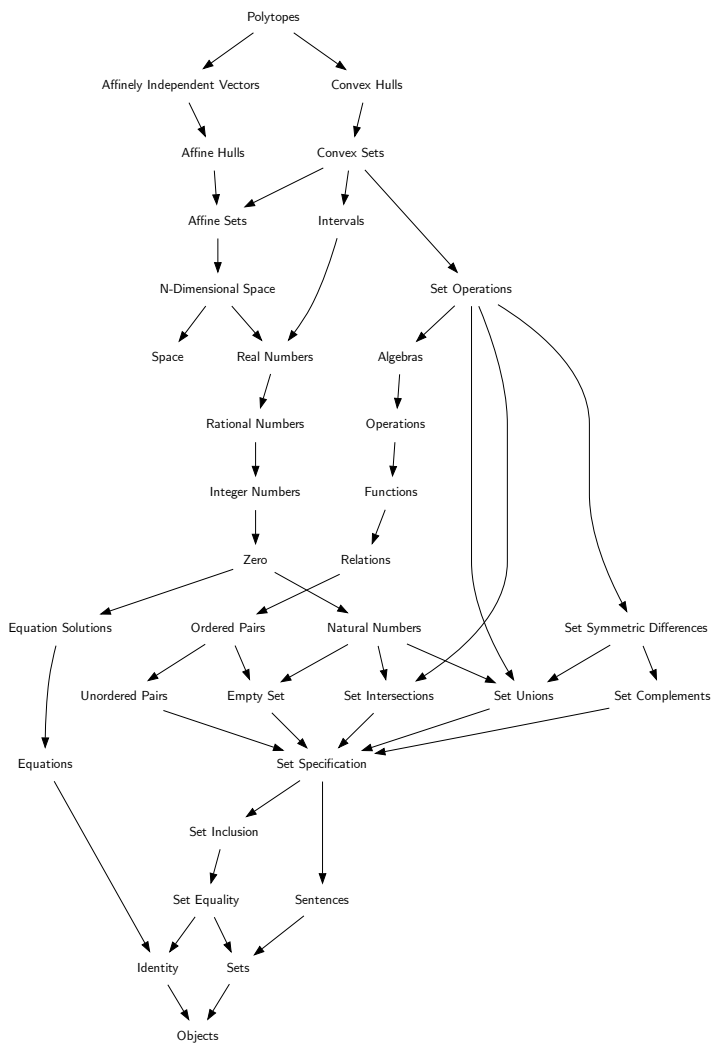 Polytopes
Affinely Independent Vectors
Convex Hulls
Affine Hulls
Convex Sets
Affine Sets
Intervals
N-Dimensional Space
Set Operations
Space
Real Numbers
Algebras
Rational Numbers
Operations
Integer Numbers
Functions
Zero
Relations
Equation Solutions
Ordered Pairs
Natural Numbers
Set Symmetric Differences
Unordered Pairs
Empty Set
Set Intersections
Set Unions
Set Complements
Equations
Set Specification
Set Inclusion
Set Equality
Sentences
Identity
Sets
Objects